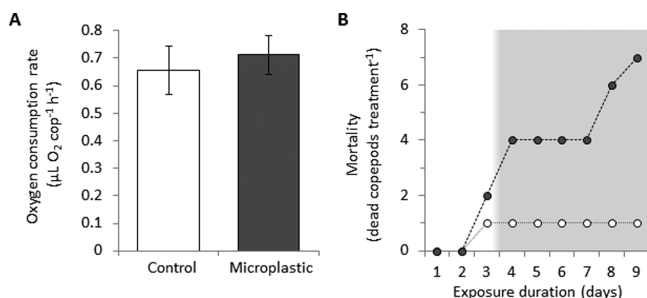 A
Oxygen consumption rate
(µL O2 cop-1 h-1)
0.8
0.7
0.6
0.5
0.4
0.3
0.2
0.1
0
Control
Microplastic
B
Mortality
(dead copepods treatment-1)
8
6
4
2
0
1 2 3 4 5 6 7 8 9
Exposure duration (days)